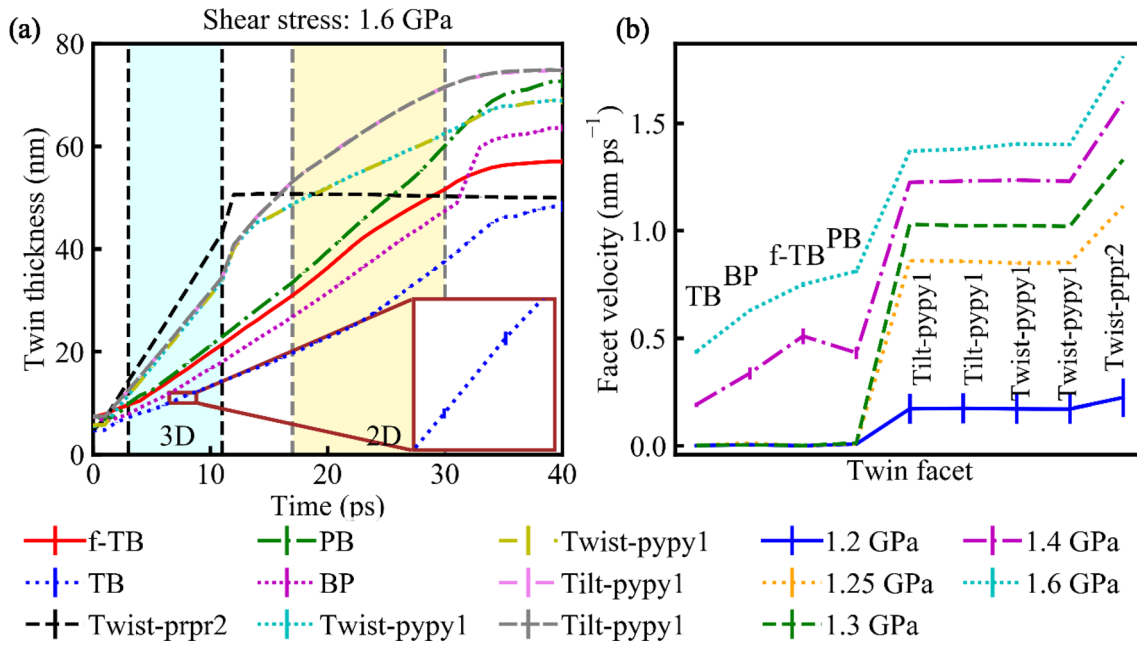 (a)
Shear stress: 1.6 GPa
Twin thickness (nm)
80
60
40
20
0
3D
2D
0
10
20
30
40
Time (ps)
(b)
Facet velocity (nm ps⁻¹)
1.5
1.0
0.5
0.0
TB
BP
f-TB
PB
Tilt-pypy1
Tilt-pypy1
Twist-pypy1
Twist-pypy1
Twist-prpr2
Twin facet
f-TB
TB
Twist-prpr2
PB
BP
Twist-pypy1
Twist-pypy1
Tilt-pypy1
Tilt-pypy1
1.2 GPa
1.25 GPa
1.3 GPa
1.4 GPa
1.6 GPa